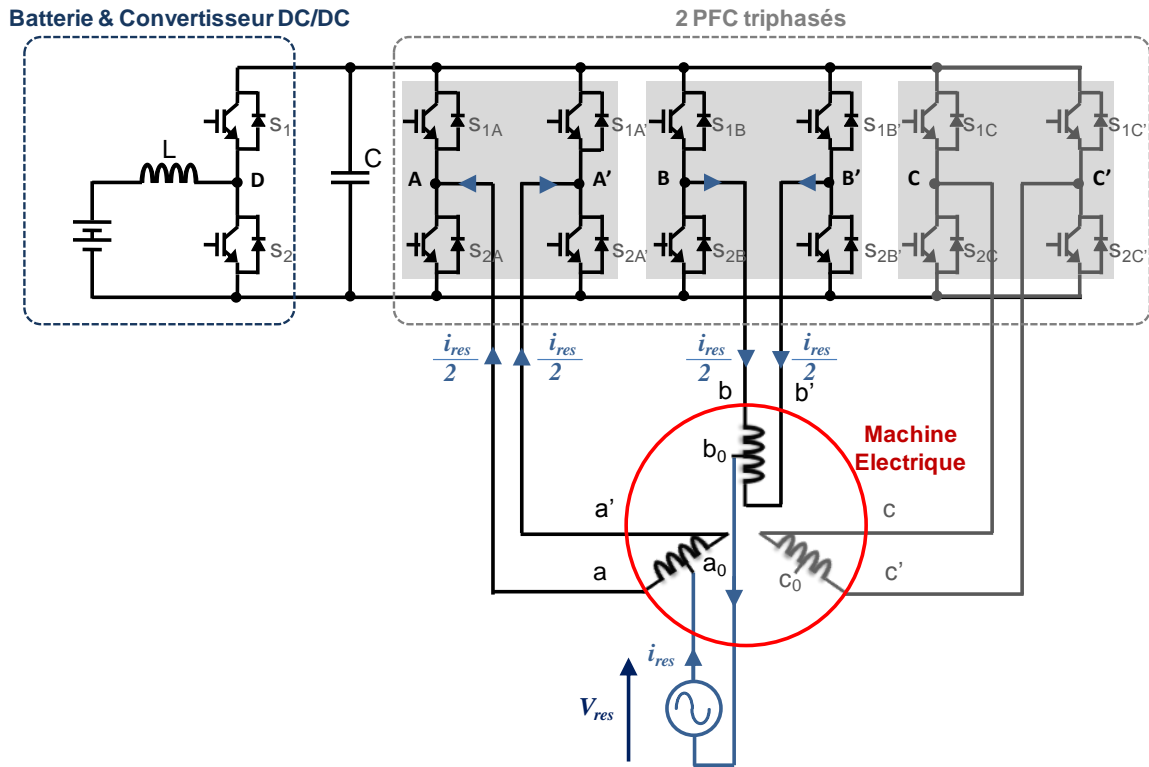 Batterie & Convertisseur DC/DC
2 PFC triphasés
S1
S1A
S1A'
S1B
S1B'
S1C
S1C'
L
D
C
A
A'
B
B'
C
C'
S2
S2A
S2A'
S2B
S2B'
S2C
S2C'
ires/2
ires/2
ires/2
ires/2
b
b'
Machine
Electrique
b0
a'
c
a
a0
c0
c'
ires
Vres